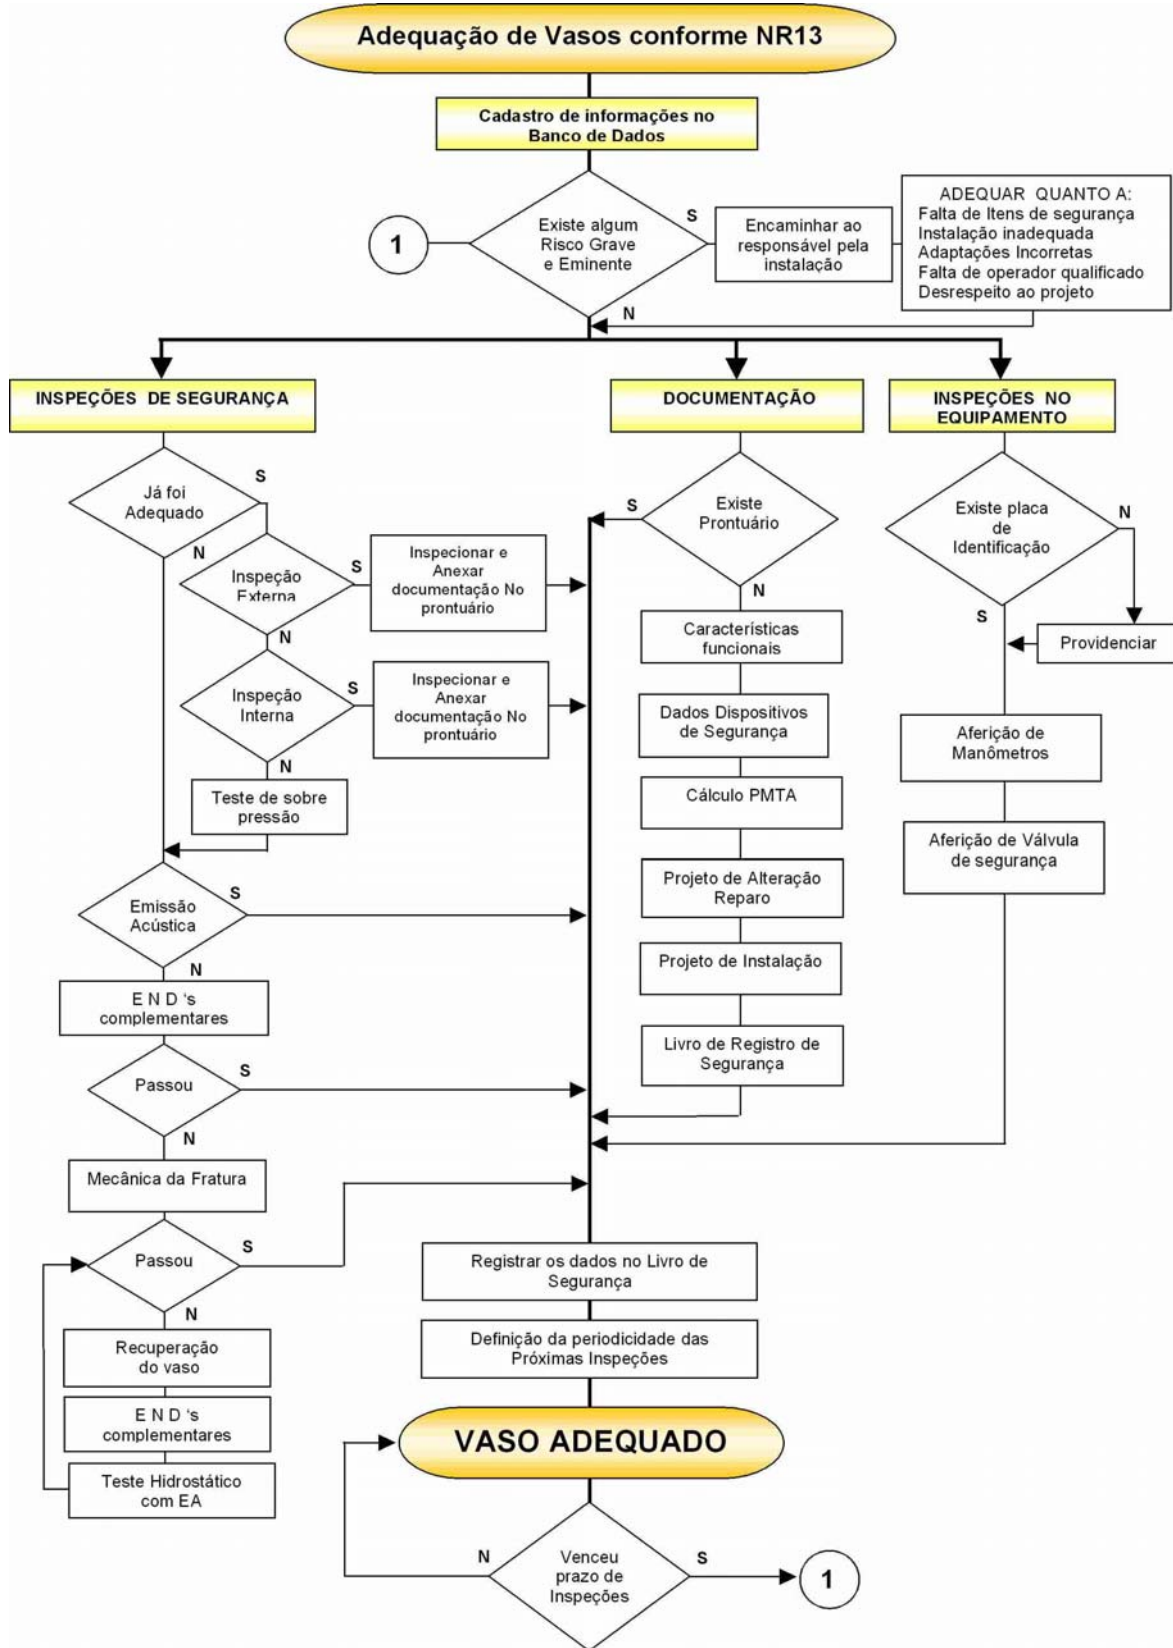 Adequação de Vasos conforme NR13
Cadastro de informações no
Banco de Dados
1
Existe algum
Risco Grave
e Eminente
S
N
Encaminhar ao
responsável pela
instalação
ADEQUAR QUANTO A:
Falta de Itens de segurança
Instalação inadequada
Adaptações Incorretas
Falta de operador qualificado
Desrespeito ao projeto
INSPEÇÕES DE SEGURANÇA
Já foi
Adequado
S
N
Inspeção
Externa
S
N
Inspecionar e
Anexar
documentação No
prontuário
Inspeção
Interna
S
N
Inspecionar e
Anexar
documentação No
prontuário
Teste de sobre
pressão
Emissão
Acústica
S
N
E N D 's
complementares
Passou
S
N
Mecânica da Fratura
Passou
S
N
Recuperação
do vaso
E N D 's
complementares
Teste Hidrostático
com EA
DOCUMENTAÇÃO
Existe
Prontuário
S
N
Características
funcionais
Dados Dispositivos
de Segurança
Cálculo PMTA
Projeto de Alteração
Reparo
Projeto de Instalação
Livro de Registro de
Segurança
INSPEÇÕES NO
EQUIPAMENTO
Existe placa
de
Identificação
N
S
Providenciar
Aferição de
Manômetros
Aferição de Válvula
de segurança
Registrar os dados no Livro de
Segurança
Definição da periodicidade das
Próximas Inspeções
VASO ADEQUADO
Venceu
prazo de
Inspeções
N
S
1